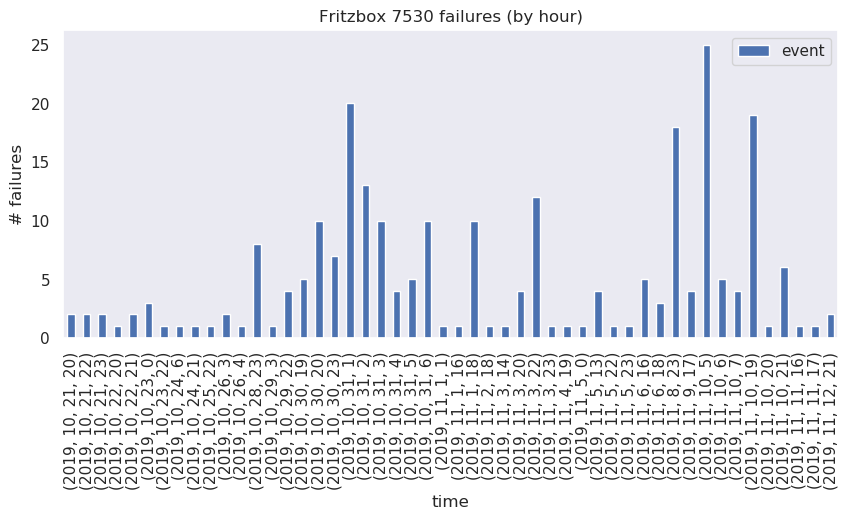 Fritzbox 7530 failures (by hour)
event
# failures
25
20
15
10
5
0
(2019, 10, 21, 20)
(2019, 10, 21, 22)
(2019, 10, 21, 23)
(2019, 10, 22, 20)
(2019, 10, 22, 21)
(2019, 10, 23, 0)
(2019, 10, 23, 22)
(2019, 10, 24, 6)
(2019, 10, 24, 21)
(2019, 10, 25, 22)
(2019, 10, 26, 3)
(2019, 10, 26, 4)
(2019, 10, 28, 23)
(2019, 10, 29, 3)
(2019, 10, 29, 22)
(2019, 10, 30, 19)
(2019, 10, 30, 20)
(2019, 10, 30, 23)
(2019, 10, 31, 1)
(2019, 10, 31, 2)
(2019, 10, 31, 3)
(2019, 10, 31, 4)
(2019, 10, 31, 5)
(2019, 10, 31, 6)
(2019, 11, 1, 1)
(2019, 11, 1, 16)
(2019, 11, 1, 18)
(2019, 11, 2, 18)
(2019, 11, 3, 14)
(2019, 11, 3, 20)
(2019, 11, 3, 22)
(2019, 11, 3, 23)
(2019, 11, 4, 19)
(2019, 11, 5, 0)
(2019, 11, 5, 13)
(2019, 11, 5, 22)
(2019, 11, 5, 23)
(2019, 11, 6, 16)
(2019, 11, 6, 18)
(2019, 11, 8, 23)
(2019, 11, 9, 17)
(2019, 11, 10, 5)
(2019, 11, 10, 6)
(2019, 11, 10, 7)
(2019, 11, 10, 19)
(2019, 11, 10, 20)
(2019, 11, 10, 21)
(2019, 11, 11, 16)
(2019, 11, 11, 17)
(2019, 11, 12, 21)
time